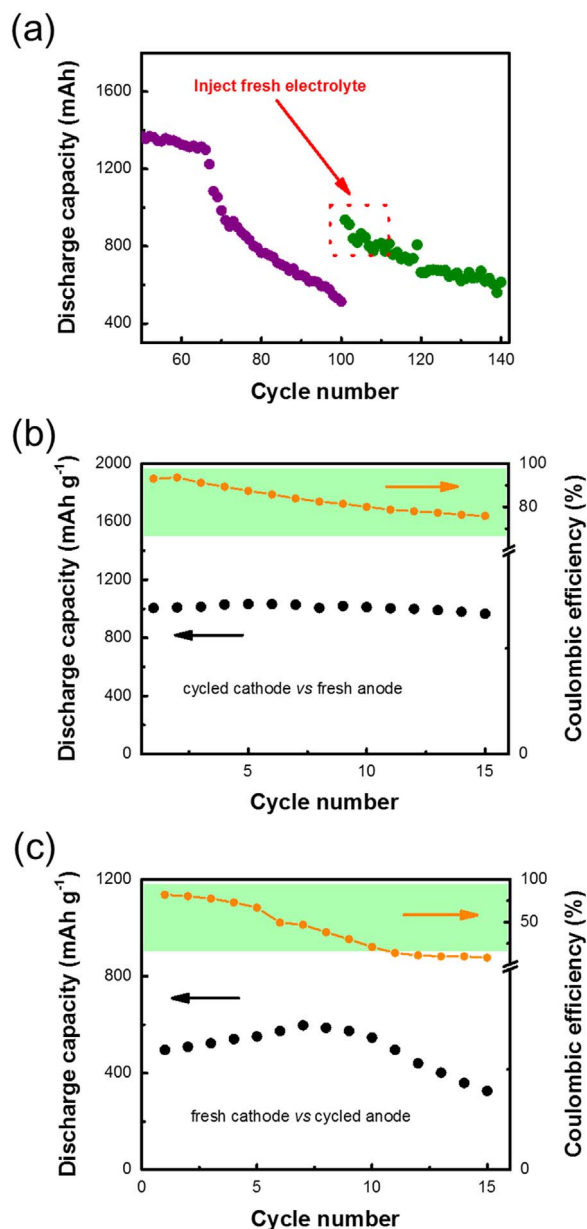 (a)
Discharge capacity (mAh)
1600
1200
800
400
Inject fresh electrolyte
60
80
100
120
140
Cycle number
(b)
Discharge capacity (mAh g⁻¹)
2000
1600
1200
1000
800
400
0
100
80
0
Coulombic efficiency (%)
cycled cathode vs fresh anode
5
10
15
Cycle number
(c)
Discharge capacity (mAh g⁻¹)
1200
800
600
400
0
100
50
0
Coulombic efficiency (%)
fresh cathode vs cycled anode
0
5
10
15
Cycle number